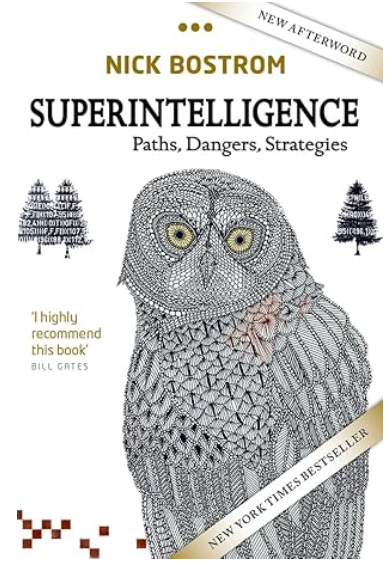 NEW AFTERWORD
NICK BOSTROM
SUPERINTELLIGENCE
Paths, Dangers, Strategies
'I highly
recommend
this book'
BILL GATES
NEW YORK TIMES BESTSELLER